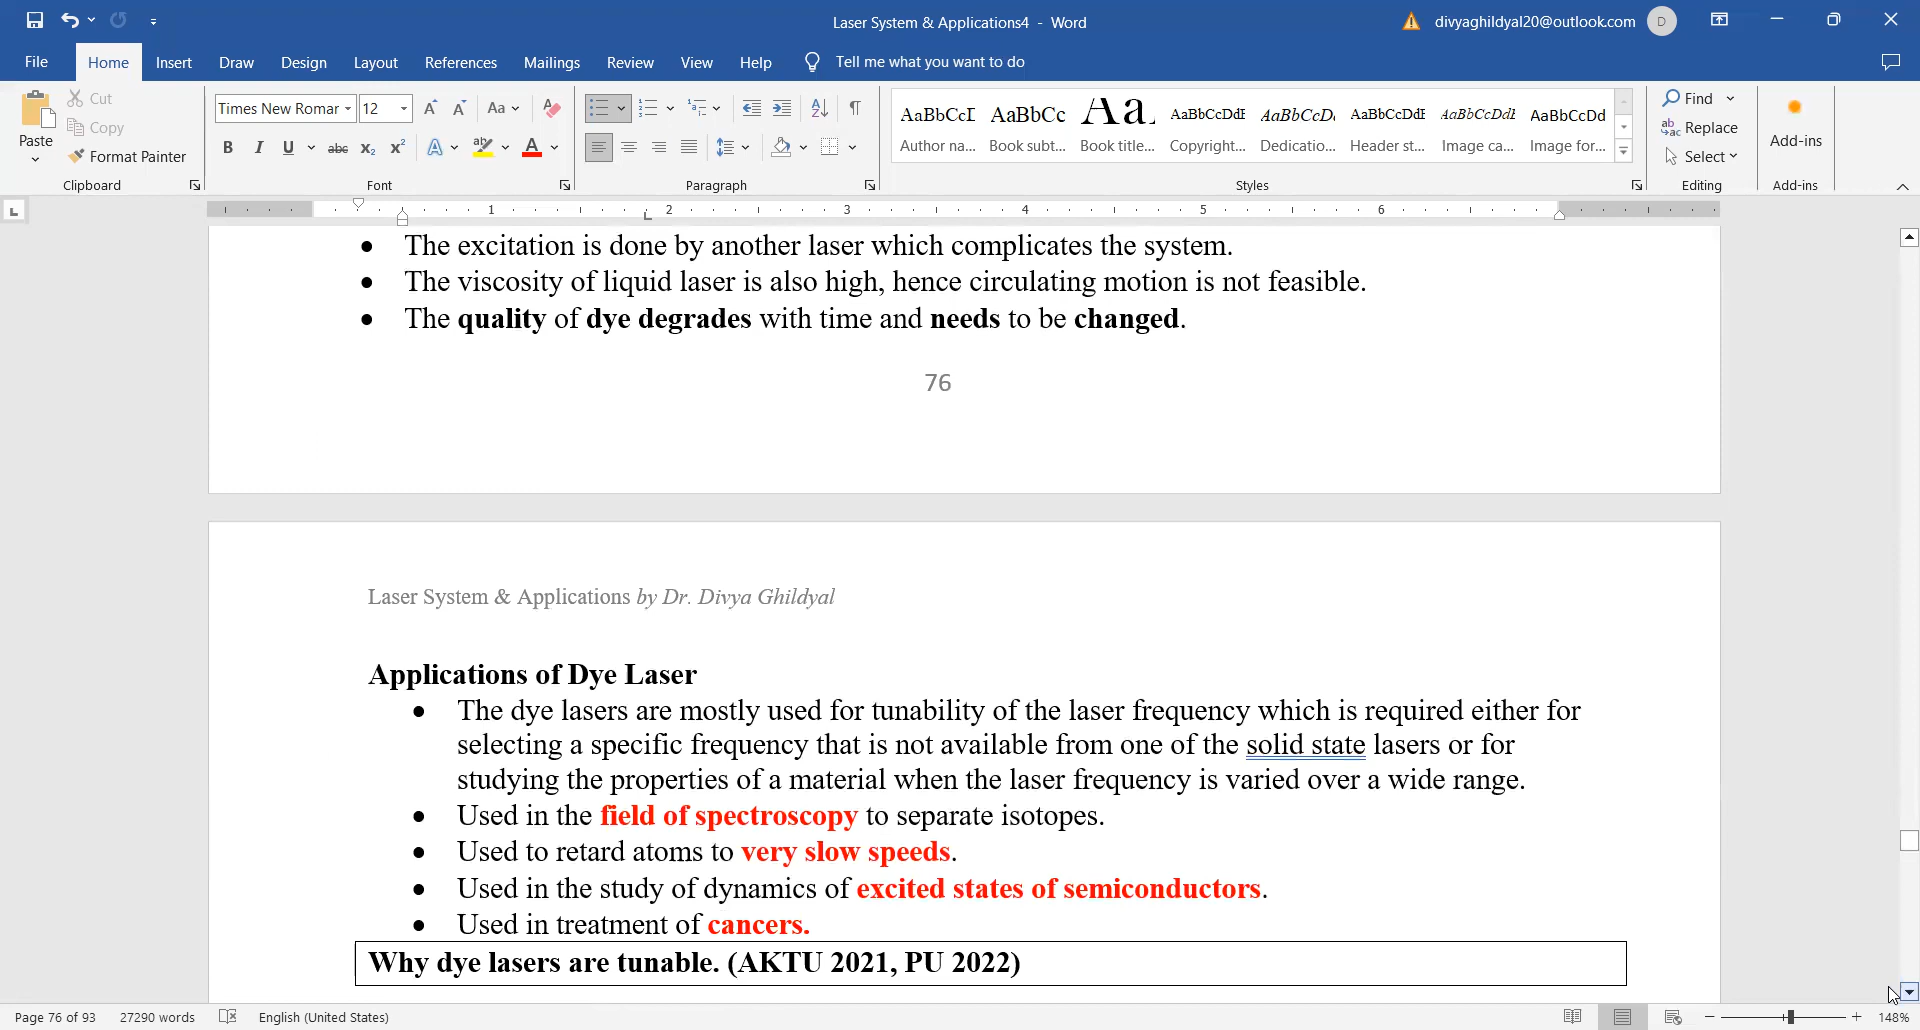 Laser System & Applications4 - Word
divyaghildyal20@outlook.com
D
File Home Insert Draw Design Layout References Mailings Review View Help Tell me what you want to do
Paste
Cut
Copy
Format Painter
Clipboard
Times New Romar 12
Font
Paragraph
AaBbCcI AaBbCc Aa. AaBbCcDdE AaBbCcD AaBbCcDdE AaBbCcDdE AaBbCcDd
Author na... Book subt... Book title... Copyright... Dedicatio... Header st... Image ca... Image for...
Styles
Find
Replace
Select
Editing
Add-ins
Add-ins
1 2 3 4 5 6
• The excitation is done by another laser which complicates the system.
• The viscosity of liquid laser is also high, hence circulating motion is not feasible.
• The quality of dye degrades with time and needs to be changed.
76
Laser System & Applications by Dr. Divya Ghildyal
Applications of Dye Laser
• The dye lasers are mostly used for tunability of the laser frequency which is required either for
selecting a specific frequency that is not available from one of the solid state lasers or for
studying the properties of a material when the laser frequency is varied over a wide range.
• Used in the field of spectroscopy to separate isotopes.
• Used to retard atoms to very slow speeds.
• Used in the study of dynamics of excited states of semiconductors.
• Used in treatment of cancers.
Why dye lasers are tunable. (AKTU 2021, PU 2022)
Page 76 of 93 27290 words English (United States) 148%